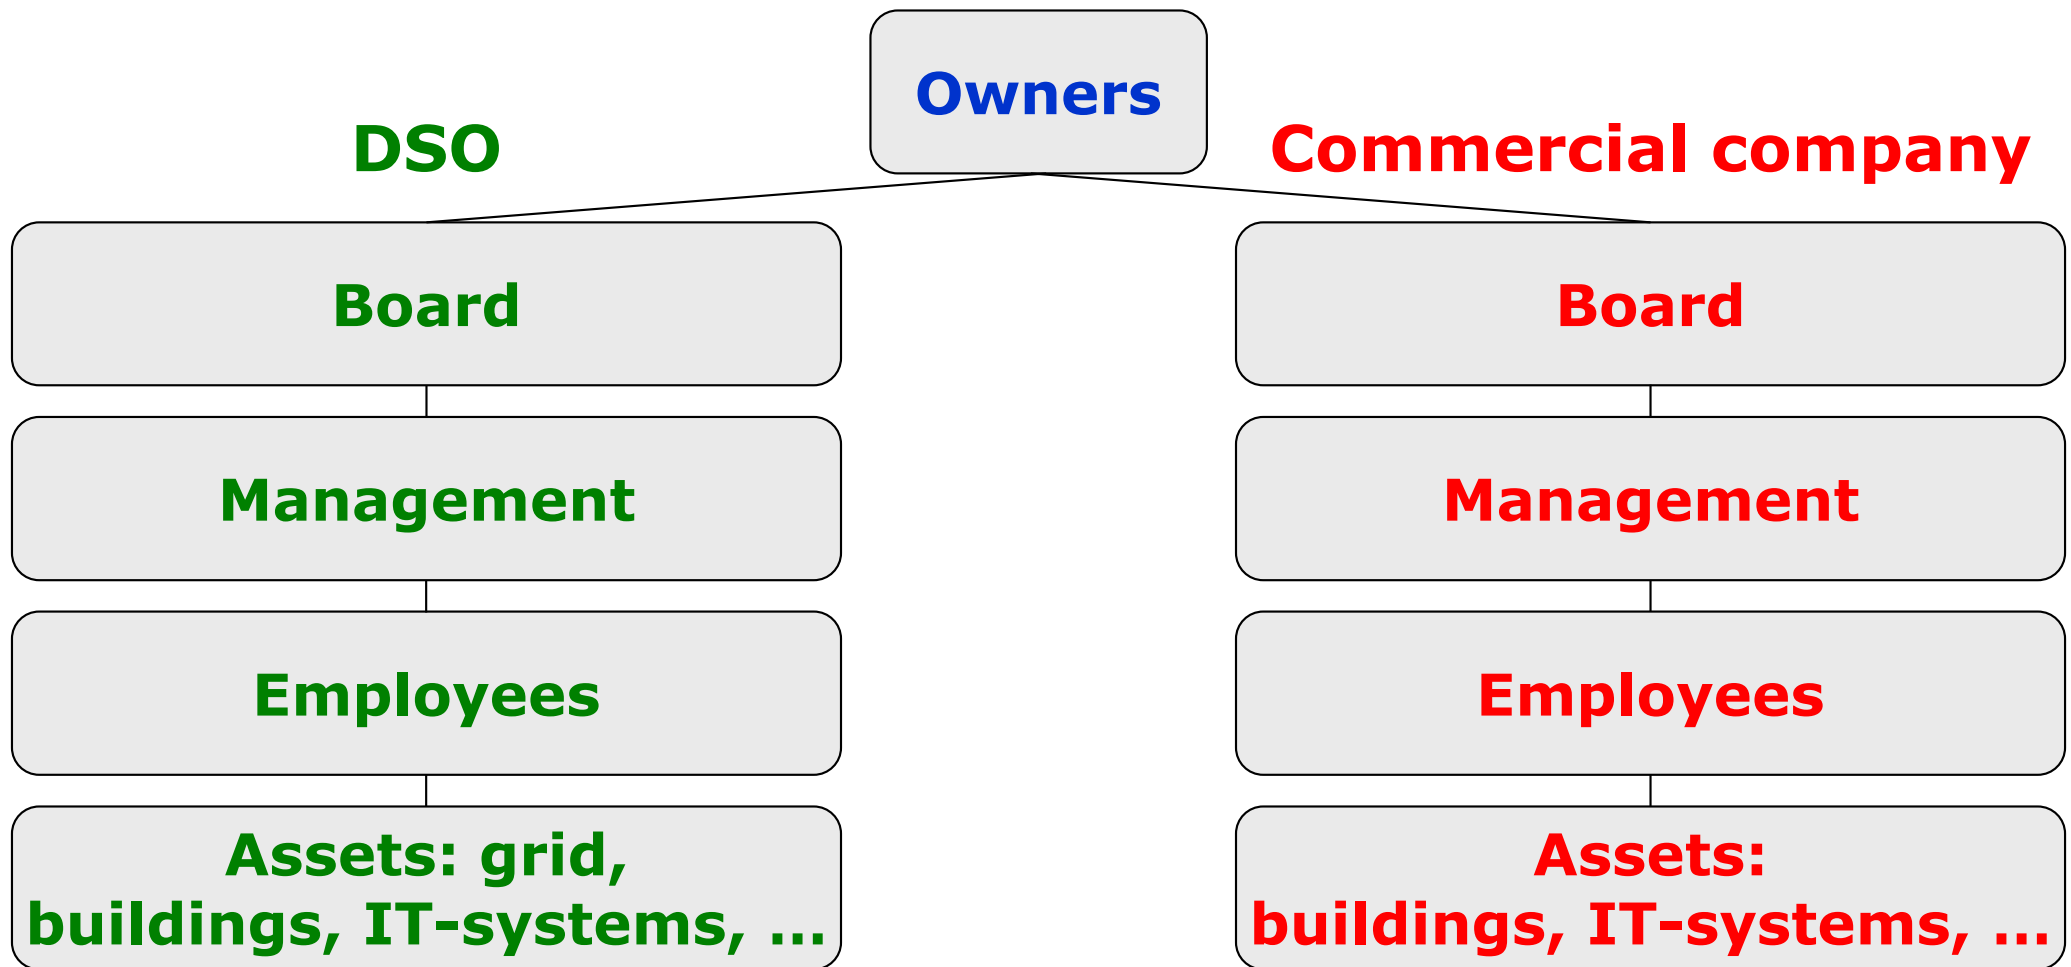 Owners
DSO
Commercial company
Board
Board
Management
Management
Employees
Employees
Assets: grid,
buildings, IT-systems, ...
Assets:
buildings, IT-systems, ...